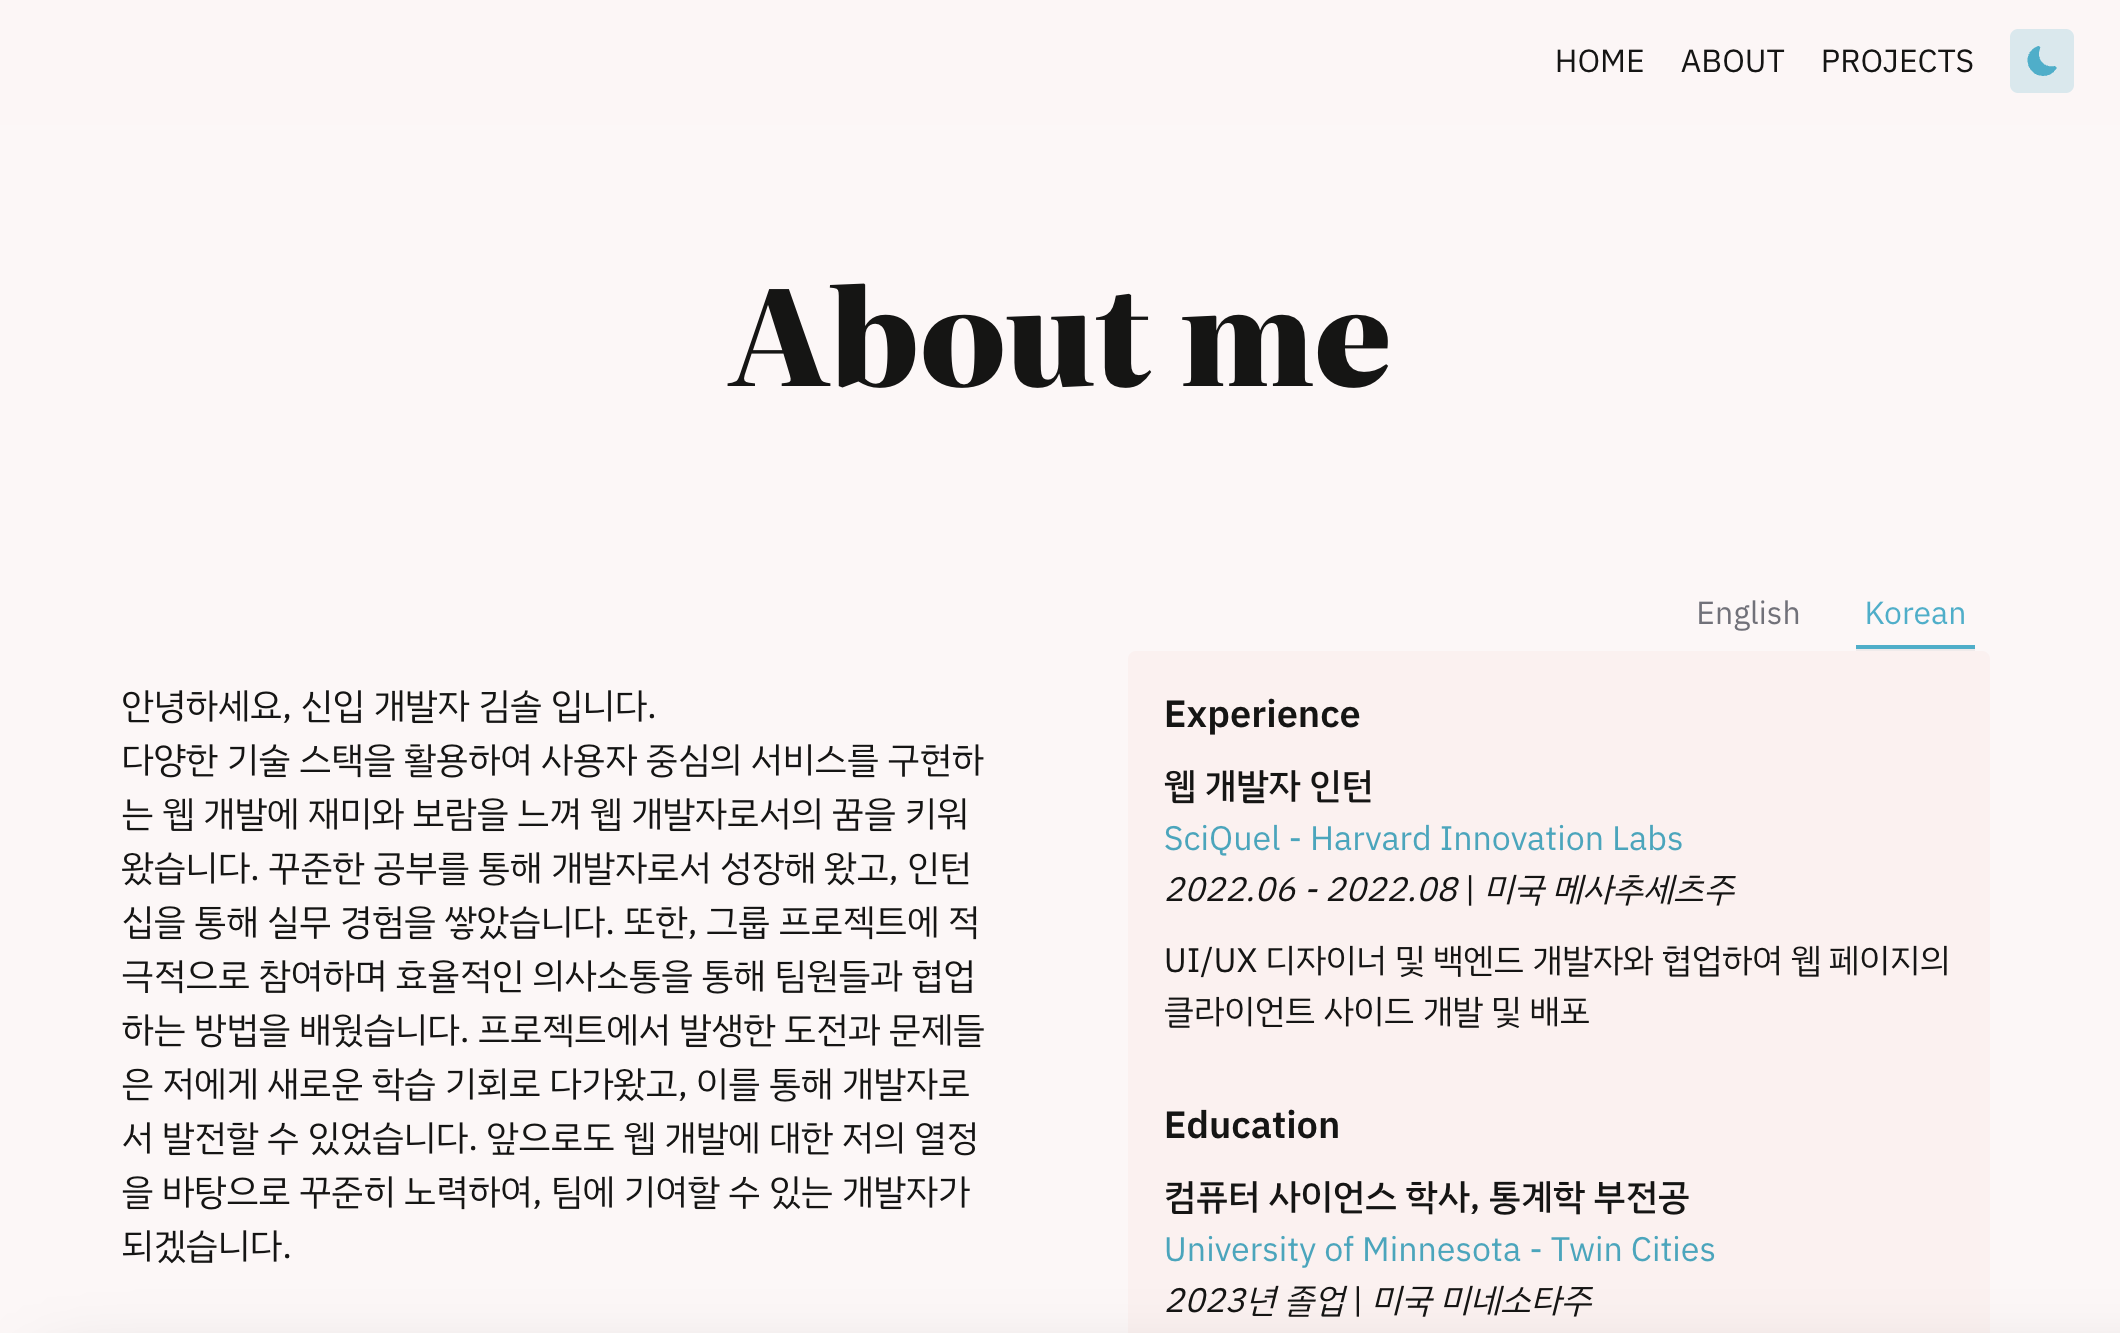 HOME ABOUT PROJECTS
About me
English Korean
안녕하세요, 신입 개발자 김솔 입니다.
다양한 기술 스택을 활용하여 사용자 중심의 서비스를 구현하
는 웹 개발에 재미와 보람을 느껴 웹 개발자로서의 꿈을 키워
왔습니다. 꾸준한 공부를 통해 개발자로서 성장해 왔고, 인턴
십을 통해 실무 경험을 쌓았습니다. 또한, 그룹 프로젝트에 적
극적으로 참여하며 효율적인 의사소통을 통해 팀원들과 협업
하는 방법을 배웠습니다. 프로젝트에서 발생한 도전과 문제들
은 저에게 새로운 학습 기회로 다가왔고, 이를 통해 개발자로
서 발전할 수 있었습니다. 앞으로도 웹 개발에 대한 저의 열정
을 바탕으로 꾸준히 노력하여, 팀에 기여할 수 있는 개발자가
되겠습니다.
Experience
웹 개발자 인턴
SciQuel - Harvard Innovation Labs
2022.06 - 2022.08 | 미국 메사추세츠주
UI/UX 디자이너 및 백엔드 개발자와 협업하여 웹 페이지의
클라이언트 사이드 개발 및 배포
Education
컴퓨터 사이언스 학사, 통계학 부전공
University of Minnesota - Twin Cities
2023년 졸업 | 미국 미네소타주